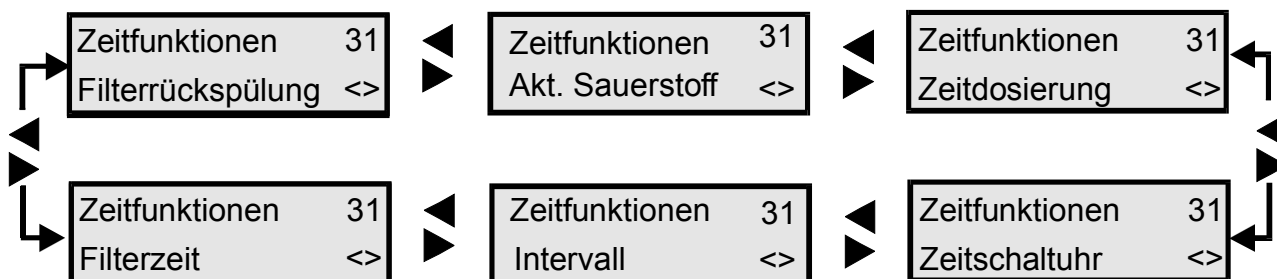 Zeitfunktionen 31
Filterrückspülung <>
Zeitfunktionen 31
Akt. Sauerstoff <>
Zeitfunktionen 31
Zeitdosierung <>
Zeitfunktionen 31
Filterzeit <>
Zeitfunktionen 31
Intervall <>
Zeitfunktionen 31
Zeitschaltuhr <>